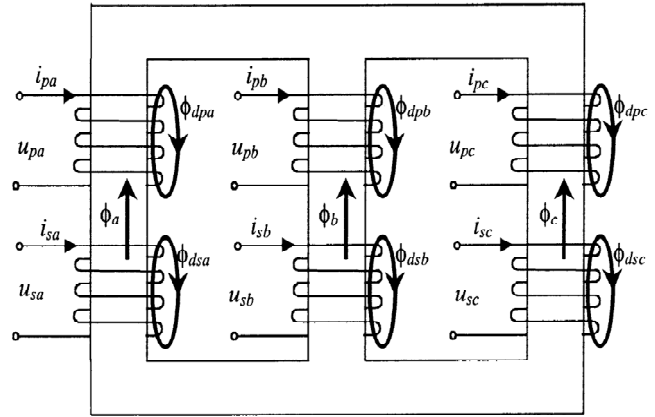 i_pa i_pb i_pc
ϕ_dpa ϕ_dpb ϕ_dpc
u_pa u_pb u_pc
ϕ_a ϕ_b ϕ_c
i_sa i_sb i_sc
ϕ_dsa ϕ_dsb ϕ_dsc
u_sa u_sb u_sc